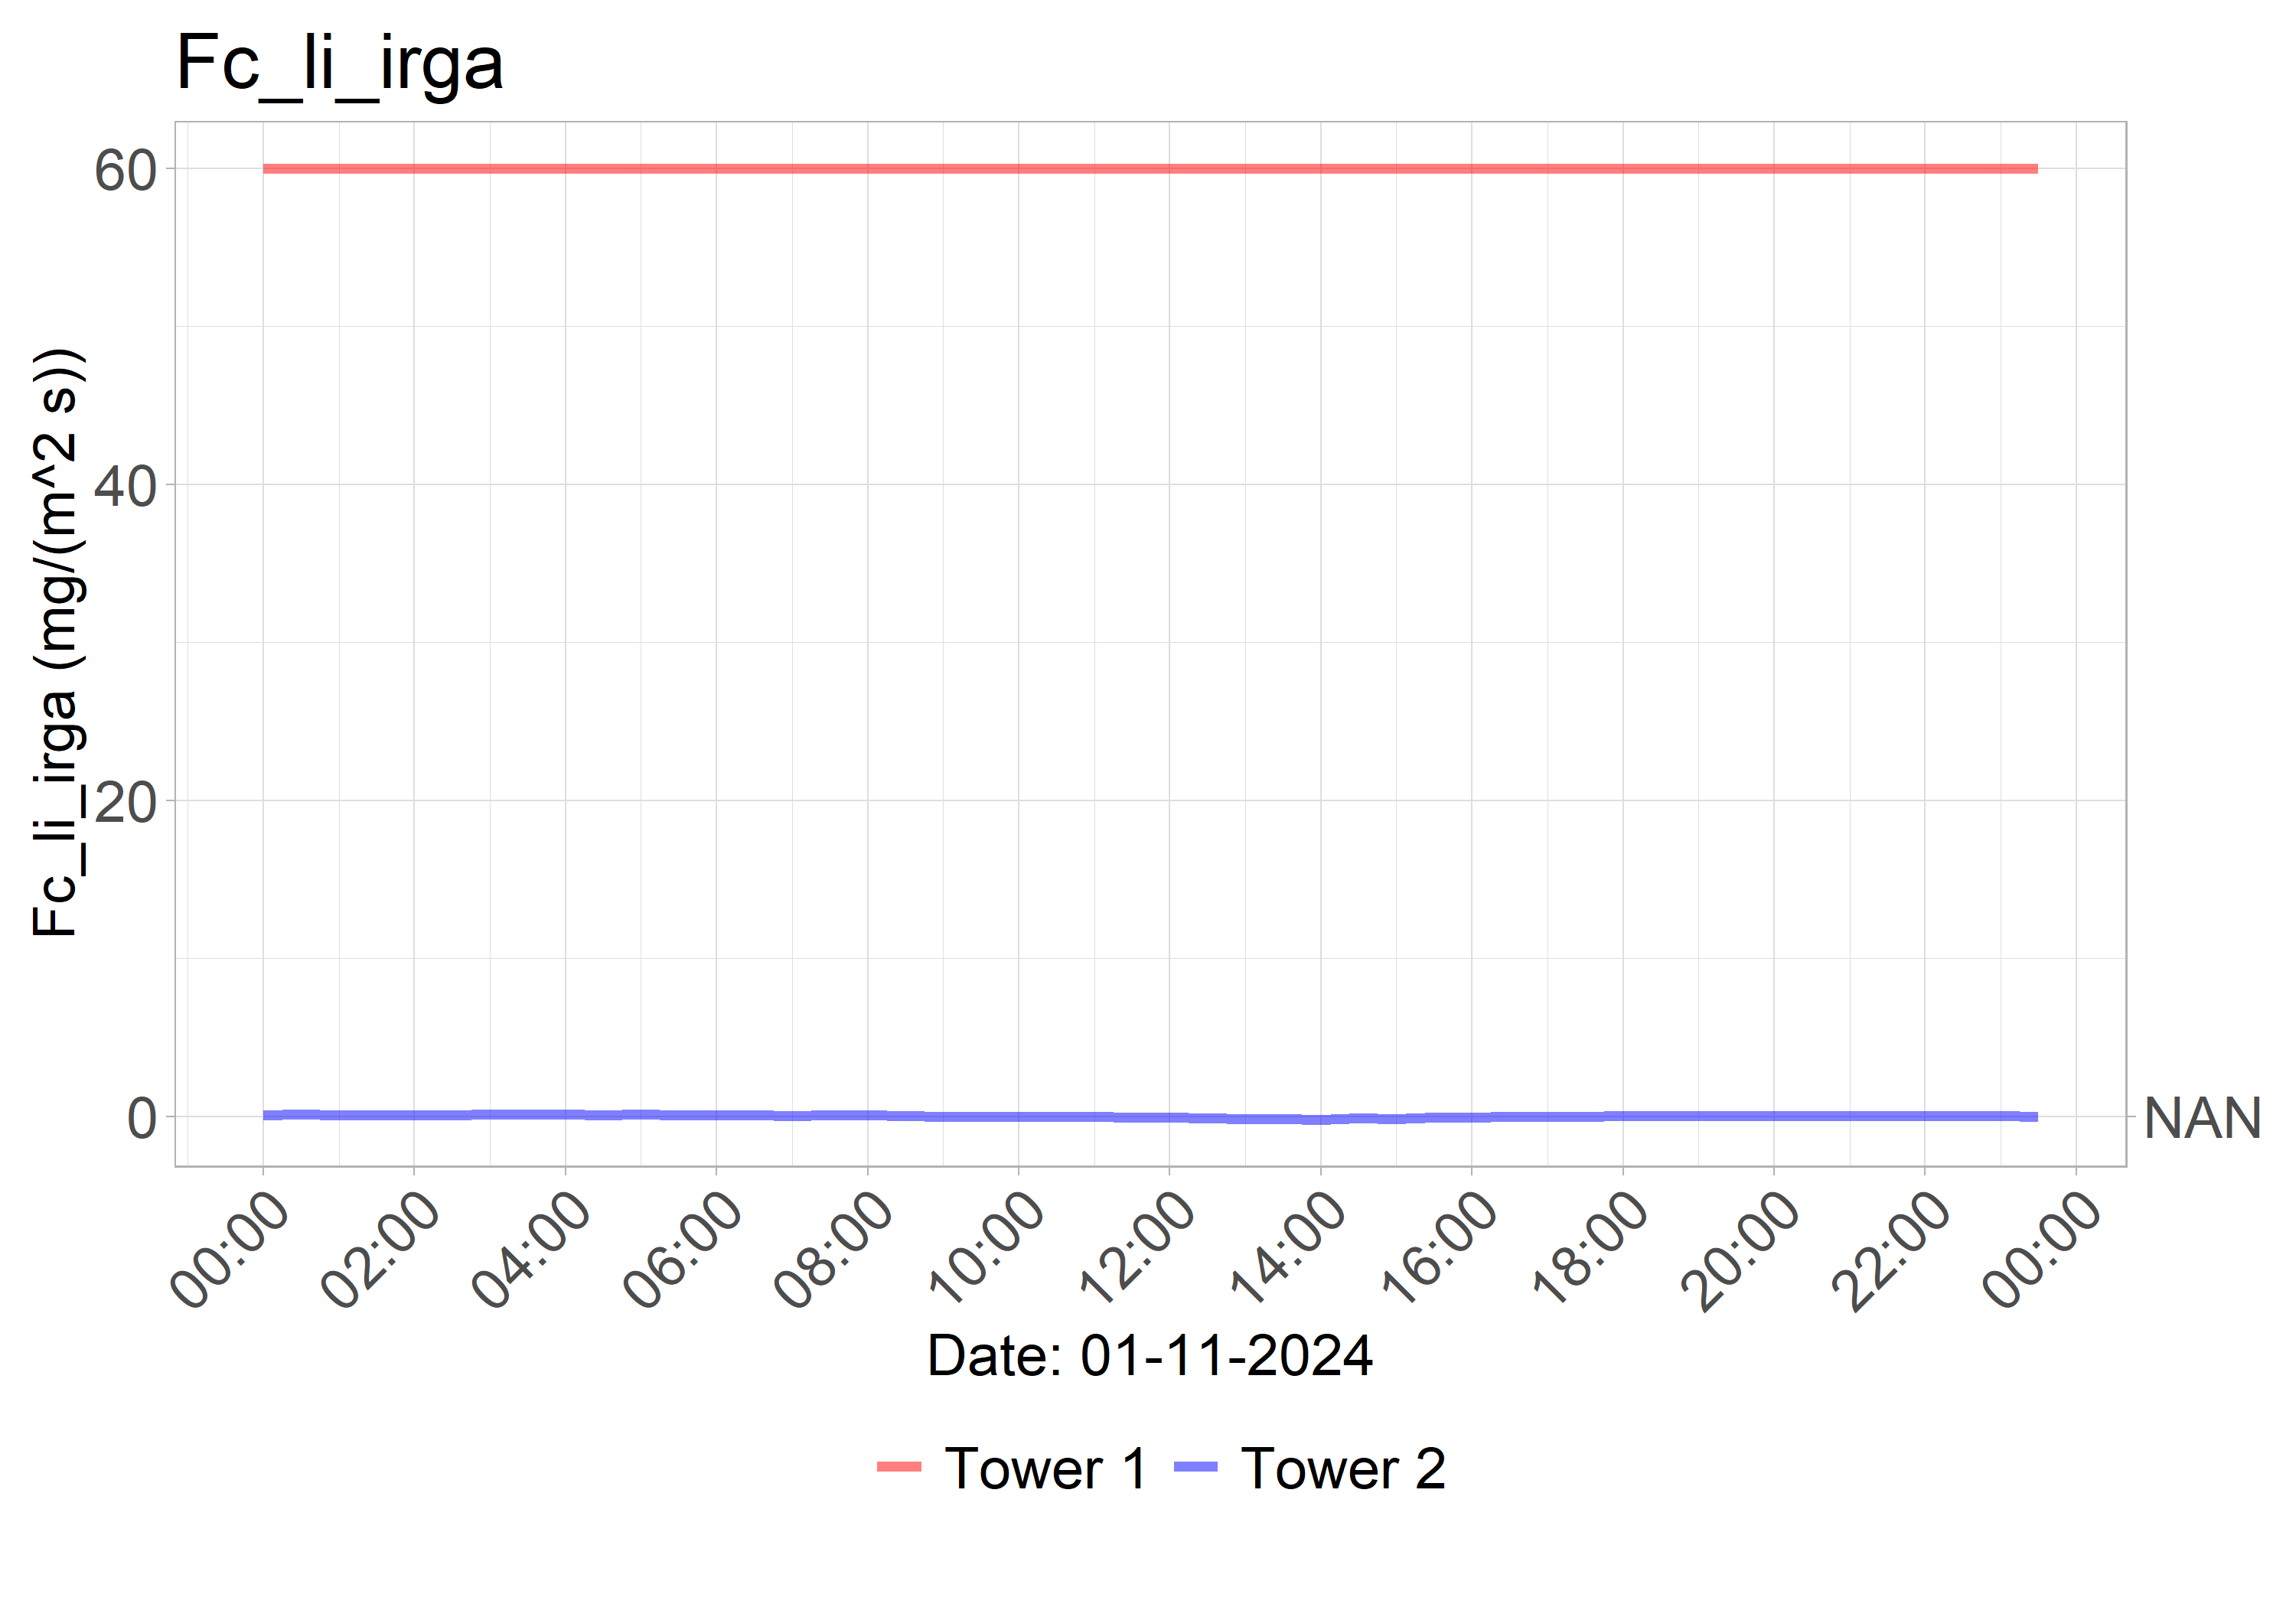 Fc_li_irga
Fc_li_irga (mg/(m^2 s))
60
40
20
0
NAN
00:00 02:00 04:00 06:00 08:00 10:00 12:00 14:00 16:00 18:00 20:00 22:00 00:00
Date: 01-11-2024
Tower 1 Tower 2